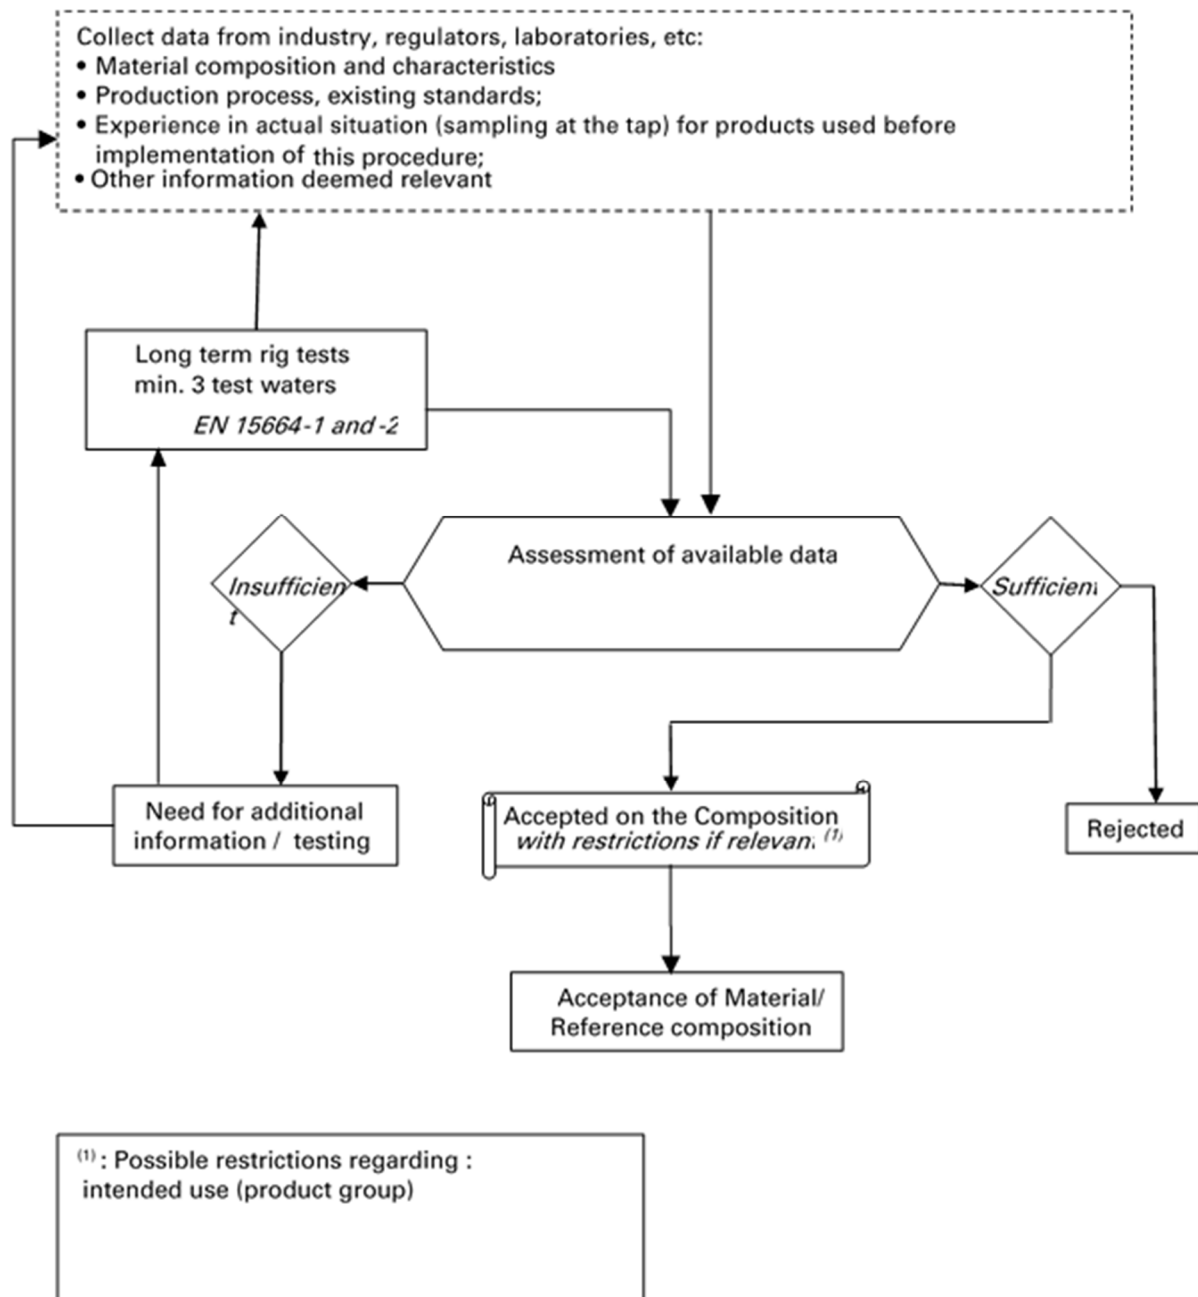 Collect data from industry, regulators, laboratories, etc:
• Material composition and characteristics
• Production process, existing standards;
• Experience in actual situation (sampling at the tap) for products used before
implementation of this procedure;
• Other information deemed relevant
Long term rig tests
min. 3 test waters
EN 15664-1 and -2
Assessment of available data
Insufficien
t
Sufficient
Need for additional
information / testing
Accepted on the Composition
with restrictions if relevan. (1)
Rejected
Acceptance of Material/
Reference composition
(1) : Possible restrictions regarding :
intended use (product group)